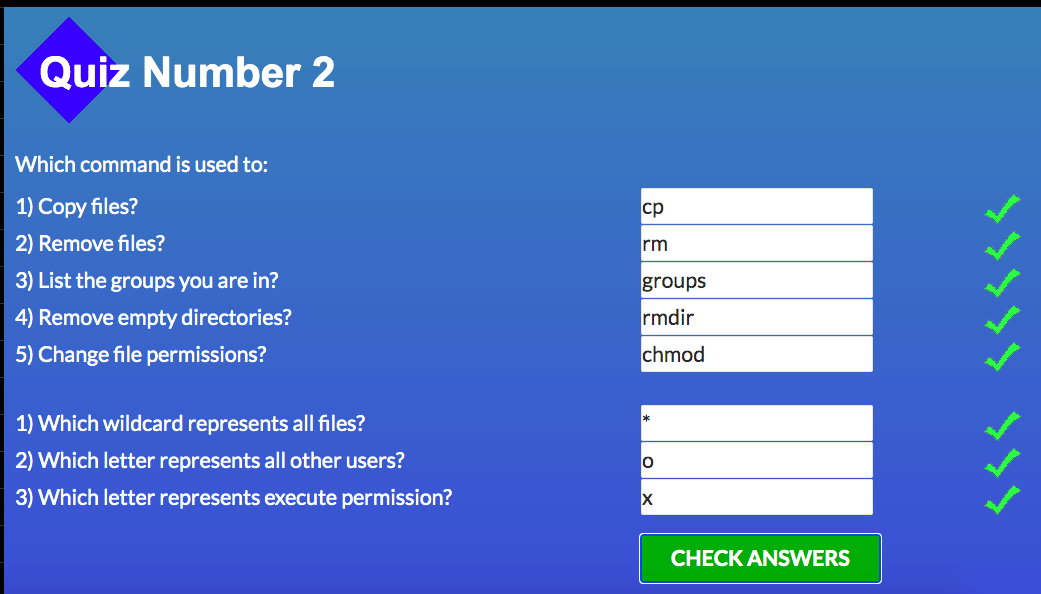 Quiz Number 2
Which command is used to:
1) Copy files? cp
2) Remove files? rm
3) List the groups you are in? groups
4) Remove empty directories? rmdir
5) Change file permissions? chmod
1) Which wildcard represents all files? *
2) Which letter represents all other users? o
3) Which letter represents execute permission? x
CHECK ANSWERS